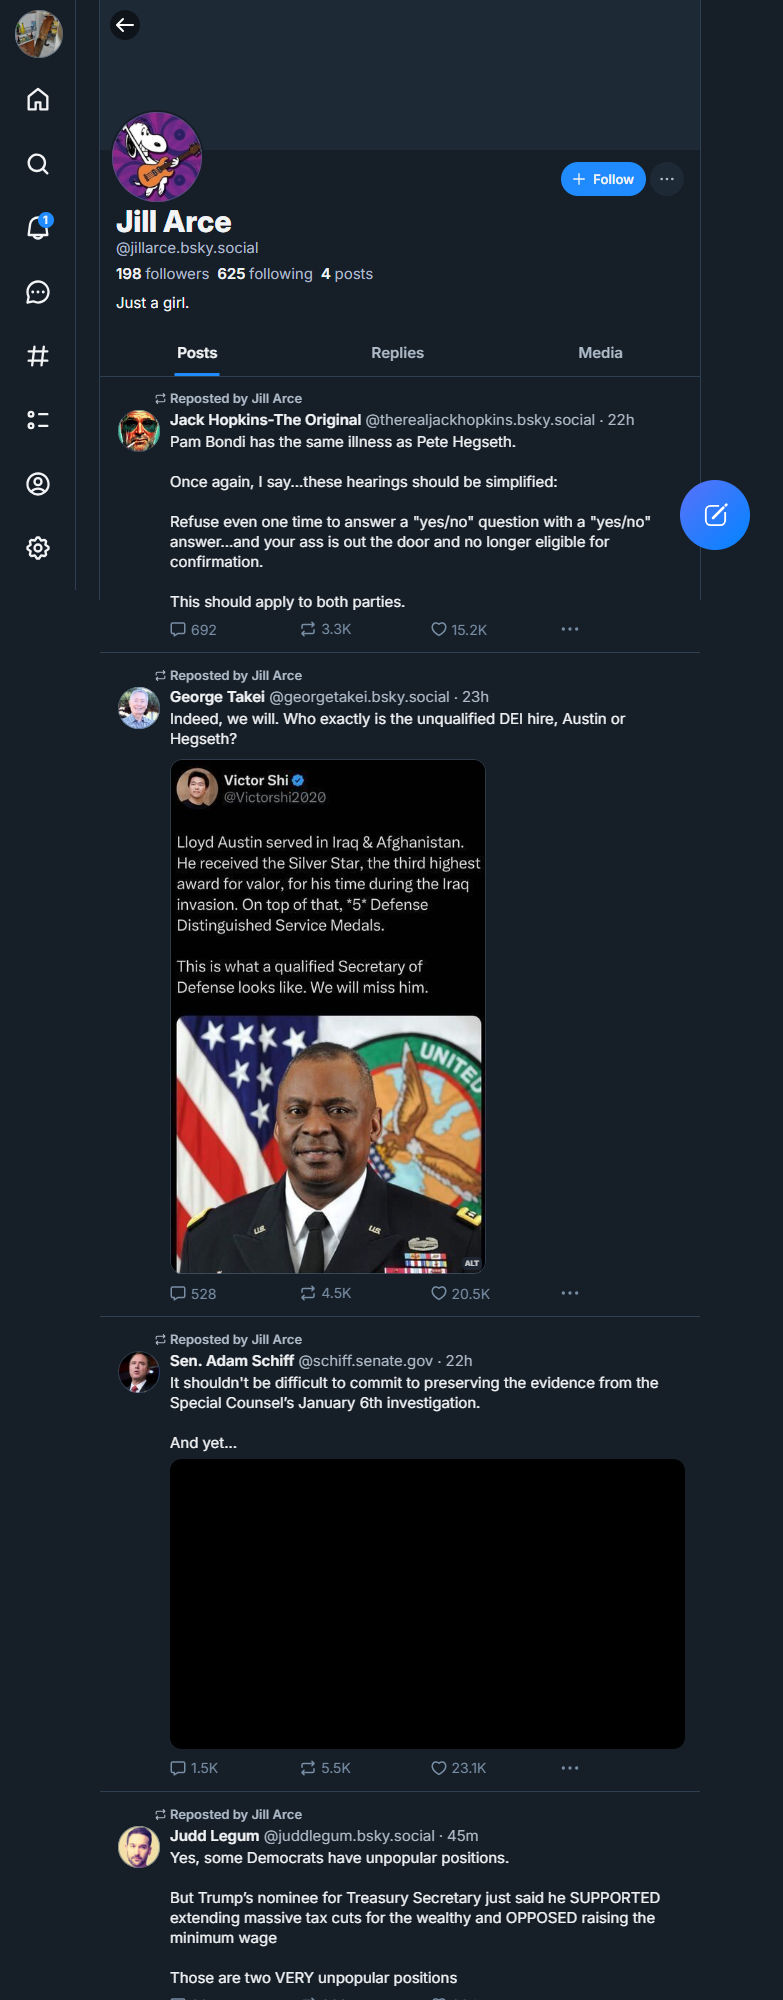 1
+ Follow
Jill Arce
@jillarce.bsky.social
198 followers 625 following 4 posts
Just a girl.
Posts Replies Media
Reposted by Jill Arce
Jack Hopkins-The Original @therealjackhopkins.bsky.social · 22h
Pam Bondi has the same illness as Pete Hegseth.
Once again, I say...these hearings should be simplified:
Refuse even one time to answer a "yes/no" question with a "yes/no"
answer...and your ass is out the door and no longer eligible for
confirmation.
This should apply to both parties.
692 3.3K 15.2K
Reposted by Jill Arce
George Takei @georgetakei.bsky.social · 23h
Indeed, we will. Who exactly is the unqualified DEI hire, Austin or
Hegseth?
Victor Shi
@Victorshi2020
Lloyd Austin served in Iraq & Afghanistan.
He received the Silver Star, the third highest
award for valor, for his time during the Iraq
invasion. On top of that, *5* Defense
Distinguished Service Medals.
This is what a qualified Secretary of
Defense looks like. We will miss him.
UNITED
U.S. U.S.
ALT
528 4.5K 20.5K
Reposted by Jill Arce
Sen. Adam Schiff @schiff.senate.gov · 22h
It shouldn't be difficult to commit to preserving the evidence from the
Special Counsel’s January 6th investigation.
And yet...
1.5K 5.5K 23.1K
Reposted by Jill Arce
Judd Legum @juddlegum.bsky.social · 45m
Yes, some Democrats have unpopular positions.
But Trump’s nominee for Treasury Secretary just said he SUPPORTED
extending massive tax cuts for the wealthy and OPPOSED raising the
minimum wage
Those are two VERY unpopular positions